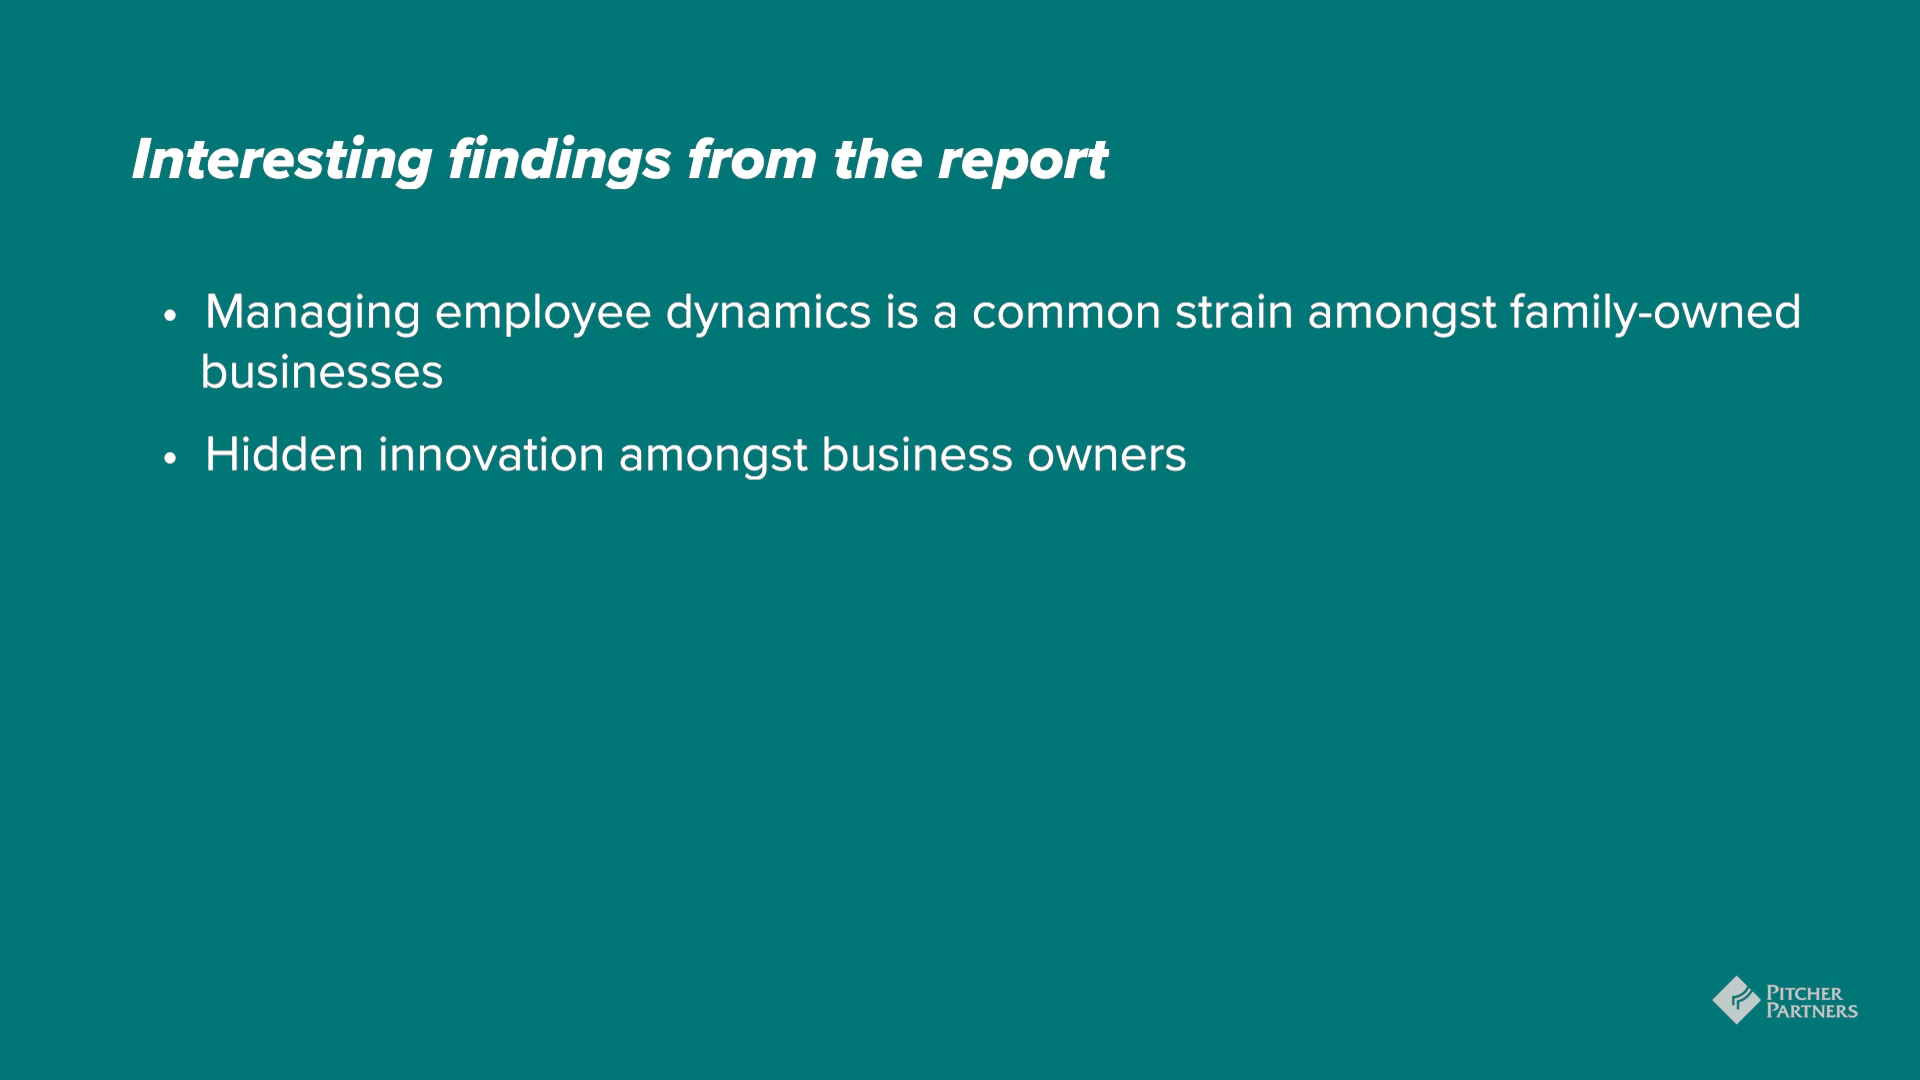 Interesting findings from the report
• Managing employee dynamics is a common strain amongst family-owned
businesses
• Hidden innovation amongst business owners
PITCHER
PARTNERS